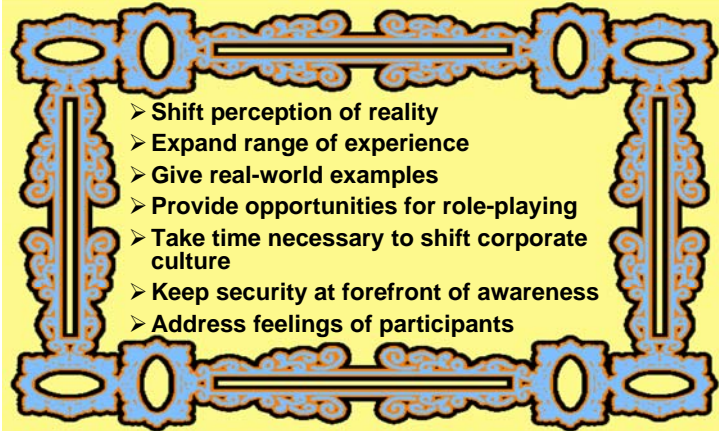 ➢ Shift perception of reality
➢ Expand range of experience
➢ Give real-world examples
➢ Provide opportunities for role-playing
➢ Take time necessary to shift corporate
culture
➢ Keep security at forefront of awareness
➢ Address feelings of participants